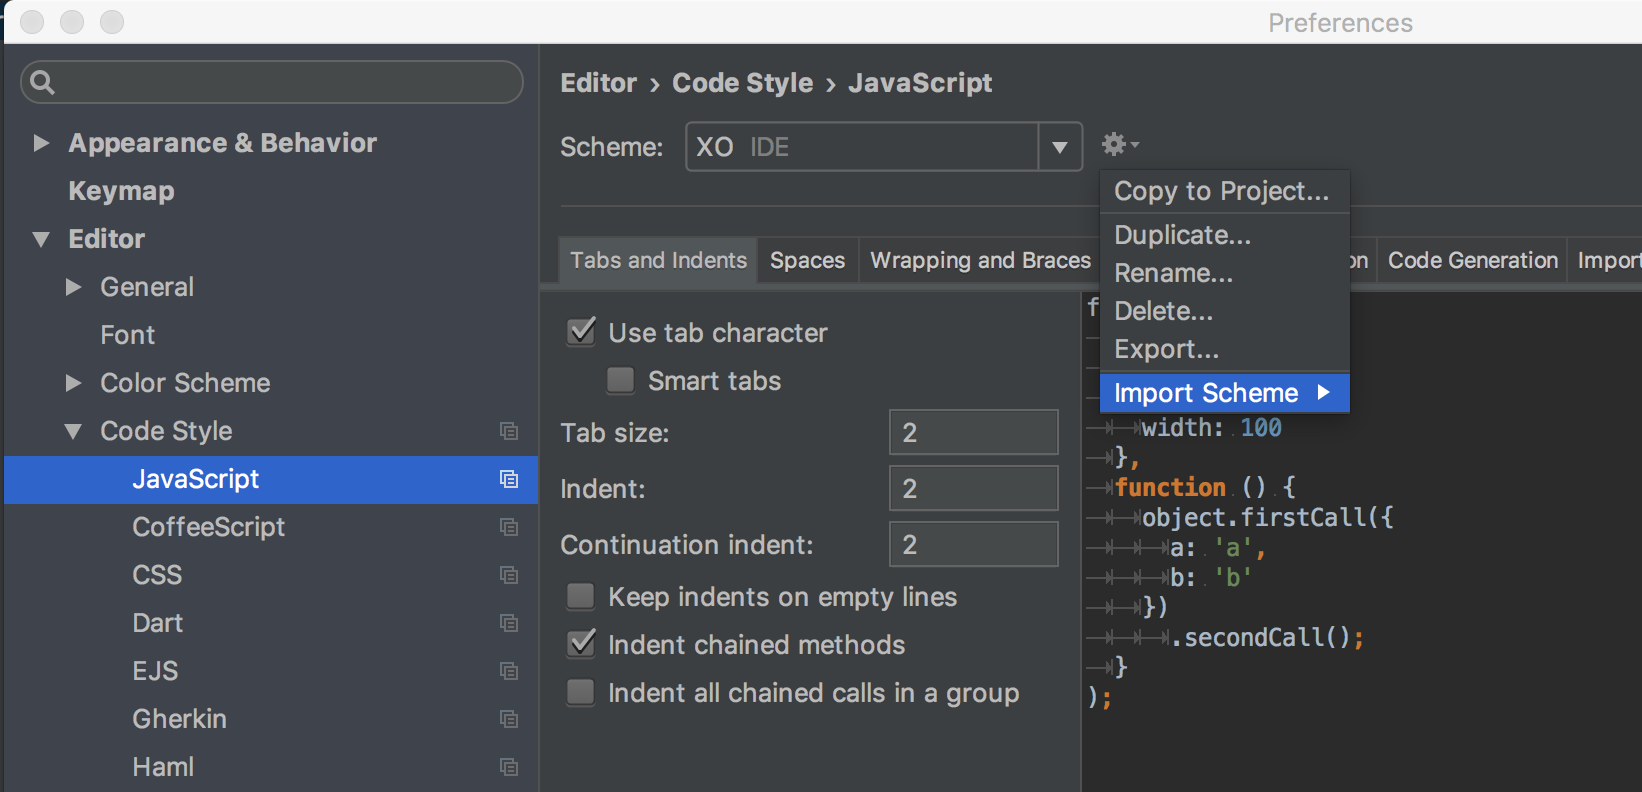 Preferences
Editor › Code Style › JavaScript
Scheme: XO IDE
Appearance & Behavior
Keymap
Editor
General
Font
Color Scheme
Code Style
JavaScript
CoffeeScript
CSS
Dart
EJS
Gherkin
Haml
Copy to Project...
Duplicate...
Rename...
Delete...
Export...
Import Scheme
Tabs and Indents Spaces Wrapping and Braces Code Generation
Use tab character
Smart tabs
Tab size: 2
Indent: 2
Continuation indent: 2
Keep indents on empty lines
Indent chained methods
Indent all chained calls in a group
width: 100
},
function () {
object.firstCall({
a: 'a',
b: 'b'
})
.secondCall();
}
);